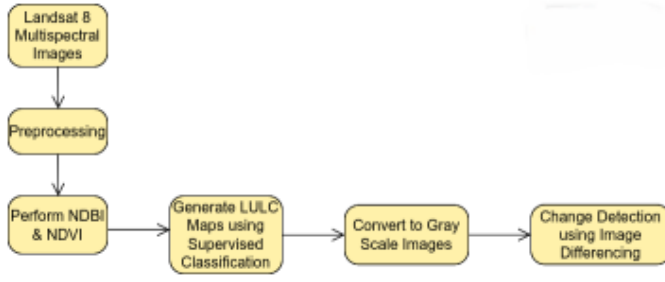 Landsat 8
Multispectral
Images
Preprocessing
Perform NDBI
& NDVI
Generate LULC
Maps using
Supervised
Classification
Convert to Gray
Scale Images
Change Detection
using Image
Differencing